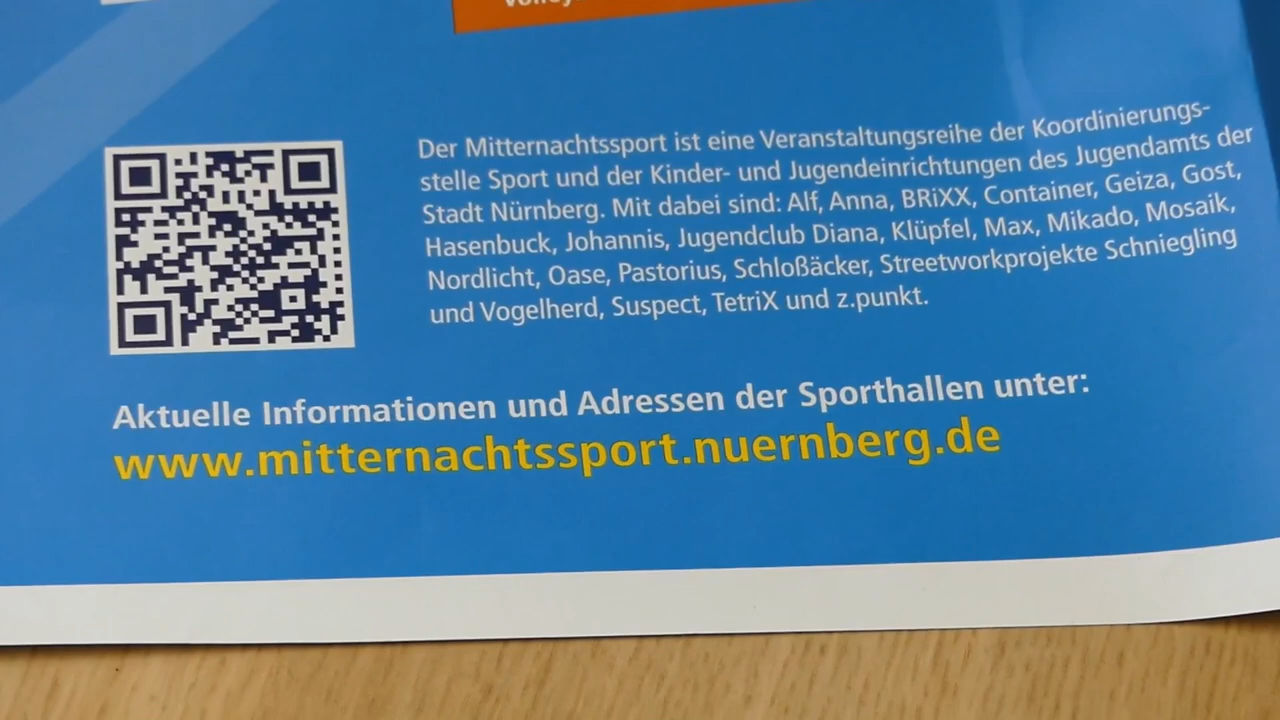 Der Mitternachtssport ist eine Veranstaltungsreihe der Koordinierungs-
stelle Sport und der Kinder- und Jugendeinrichtungen des Jugendamts der
Stadt Nürnberg. Mit dabei sind: Alf, Anna, BRiXX, Container, Geiza, Gost,
Hasenbuck, Johannis, Jugendclub Diana, Klüpfel, Max, Mikado, Mosaik,
Nordlicht, Oase, Pastorius, Schloßäcker, Streetworkprojekte Schniegling
und Vogelherd, Suspect, TetriX und z.punkt.
Aktuelle Informationen und Adressen der Sporthallen unter:
www.mitternachtssport.nuernberg.de